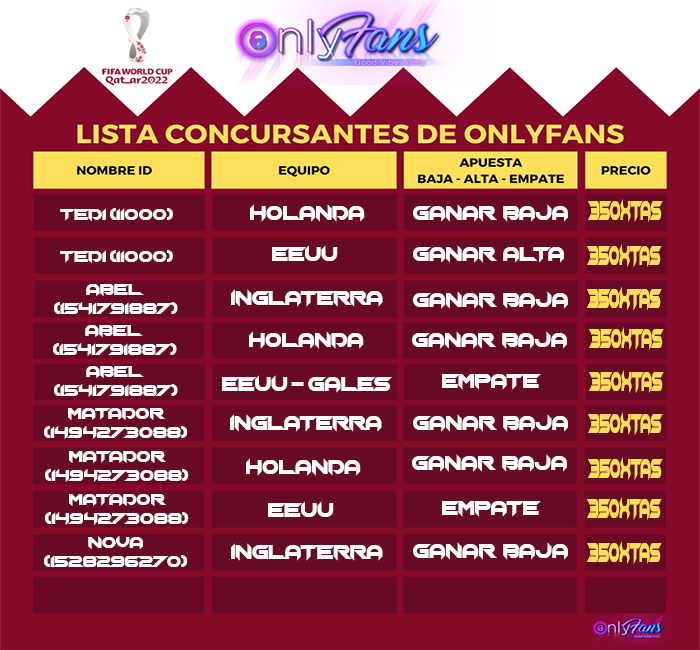 FIFA WORLD CUP
Qatar2022
OnlyFans
Good Vibes Only
LISTA CONCURSANTES DE ONLYFANS
NOMBRE ID EQUIPO APUESTA BAJA - ALTA - EMPATE PRECIO
TEDI (11000) HOLANDA GANAR BAJA 350XTAS
TEDI (11000) EEUU GANAR ALTA 350XTAS
ABEL (1541791887) INGLATERRA GANAR BAJA 350XTAS
ABEL (1541791887) HOLANDA GANAR BAJA 350XTAS
ABEL (1541791887) EEUU - GALES EMPATE 350XTAS
MATADOR (1494273088) INGLATERRA GANAR BAJA 350XTAS
MATADOR (1494273088) HOLANDA GANAR BAJA 350XTAS
MATADOR (1494273088) EEUU EMPATE 350XTAS
NOVA (1528296270) INGLATERRA GANAR BAJA 350XTAS
OnlyFans